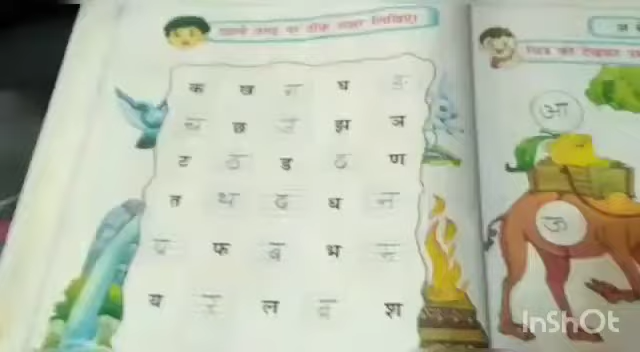 क ख ग घ ङ
च छ ज झ ञ
ट ठ ड ढ ण
त थ द ध न
प फ ब भ म
य र ल व श
आ
ऊ
InShOt